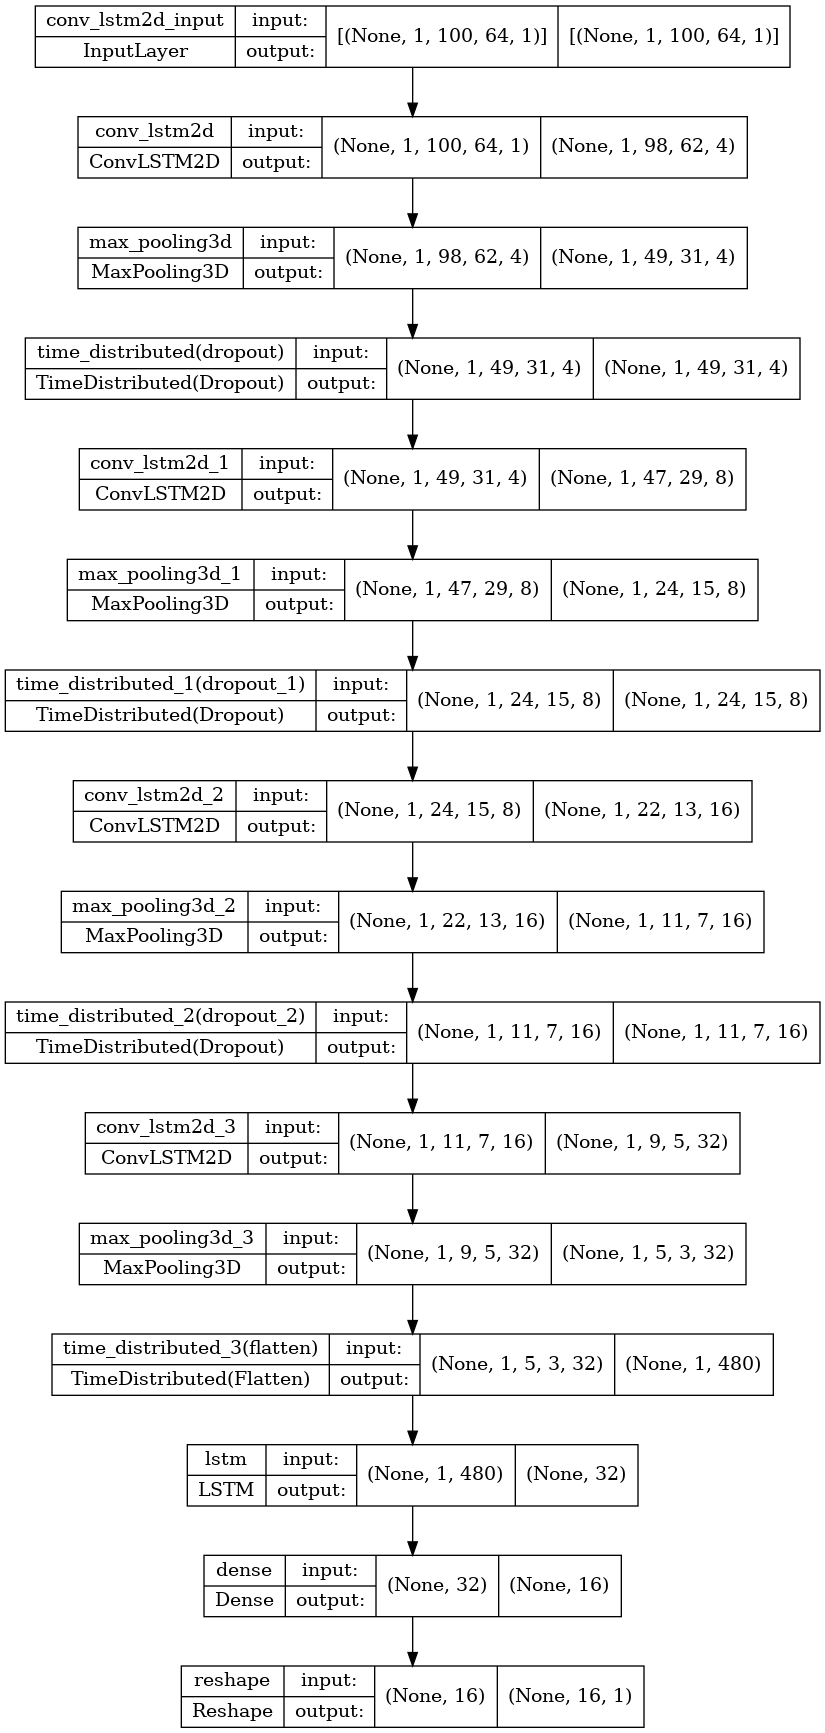 conv_lstm2d_input input: [(None, 1, 100, 64, 1)] [(None, 1, 100, 64, 1)]
InputLayer output:
conv_lstm2d input: (None, 1, 100, 64, 1) (None, 1, 98, 62, 4)
ConvLSTM2D output:
max_pooling3d input: (None, 1, 98, 62, 4) (None, 1, 49, 31, 4)
MaxPooling3D output:
time_distributed(dropout) input: (None, 1, 49, 31, 4) (None, 1, 49, 31, 4)
TimeDistributed(Dropout) output:
conv_lstm2d_1 input: (None, 1, 49, 31, 4) (None, 1, 47, 29, 8)
ConvLSTM2D output:
max_pooling3d_1 input: (None, 1, 47, 29, 8) (None, 1, 24, 15, 8)
MaxPooling3D output:
time_distributed_1(dropout_1) input: (None, 1, 24, 15, 8) (None, 1, 24, 15, 8)
TimeDistributed(Dropout) output:
conv_lstm2d_2 input: (None, 1, 24, 15, 8) (None, 1, 22, 13, 16)
ConvLSTM2D output:
max_pooling3d_2 input: (None, 1, 22, 13, 16) (None, 1, 11, 7, 16)
MaxPooling3D output:
time_distributed_2(dropout_2) input: (None, 1, 11, 7, 16) (None, 1, 11, 7, 16)
TimeDistributed(Dropout) output:
conv_lstm2d_3 input: (None, 1, 11, 7, 16) (None, 1, 9, 5, 32)
ConvLSTM2D output:
max_pooling3d_3 input: (None, 1, 9, 5, 32) (None, 1, 5, 3, 32)
MaxPooling3D output:
time_distributed_3(flatten) input: (None, 1, 5, 3, 32) (None, 1, 480)
TimeDistributed(Flatten) output:
lstm input: (None, 1, 480) (None, 32)
LSTM output:
dense input: (None, 32) (None, 16)
Dense output:
reshape input: (None, 16) (None, 16, 1)
Reshape output: